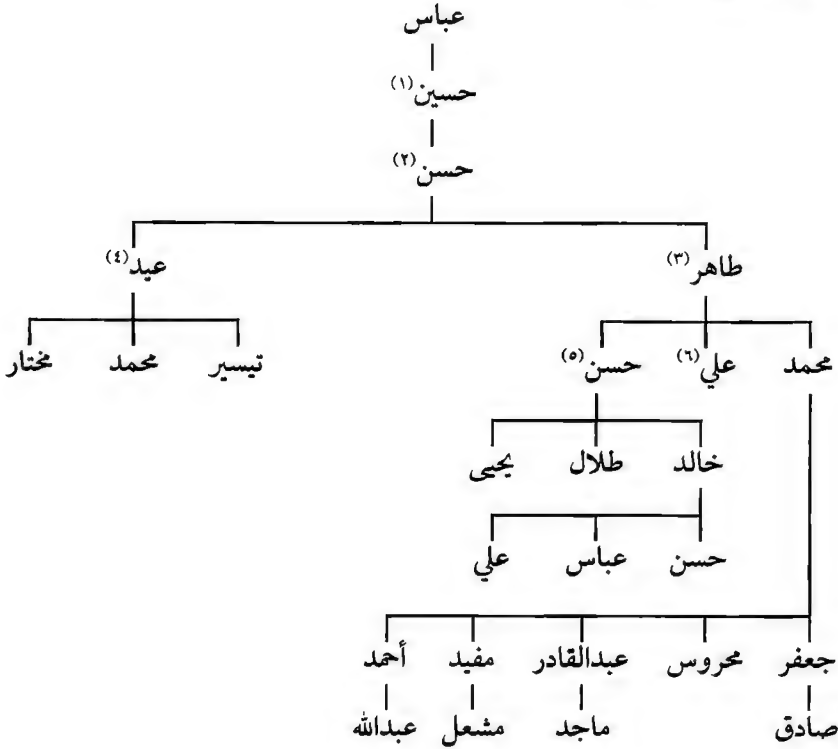 عباس
حسين (١)
حسن (٢)
طاهر (٣) عيد (٤)
محمد علي (٦) حسن (٥) تيسير محمد مختار
خالد طلال يحيى
حسن عباس علي
جعفر محروس عبدالقادر مفيد أحمد
صادق ماجد مشعل عبدالله